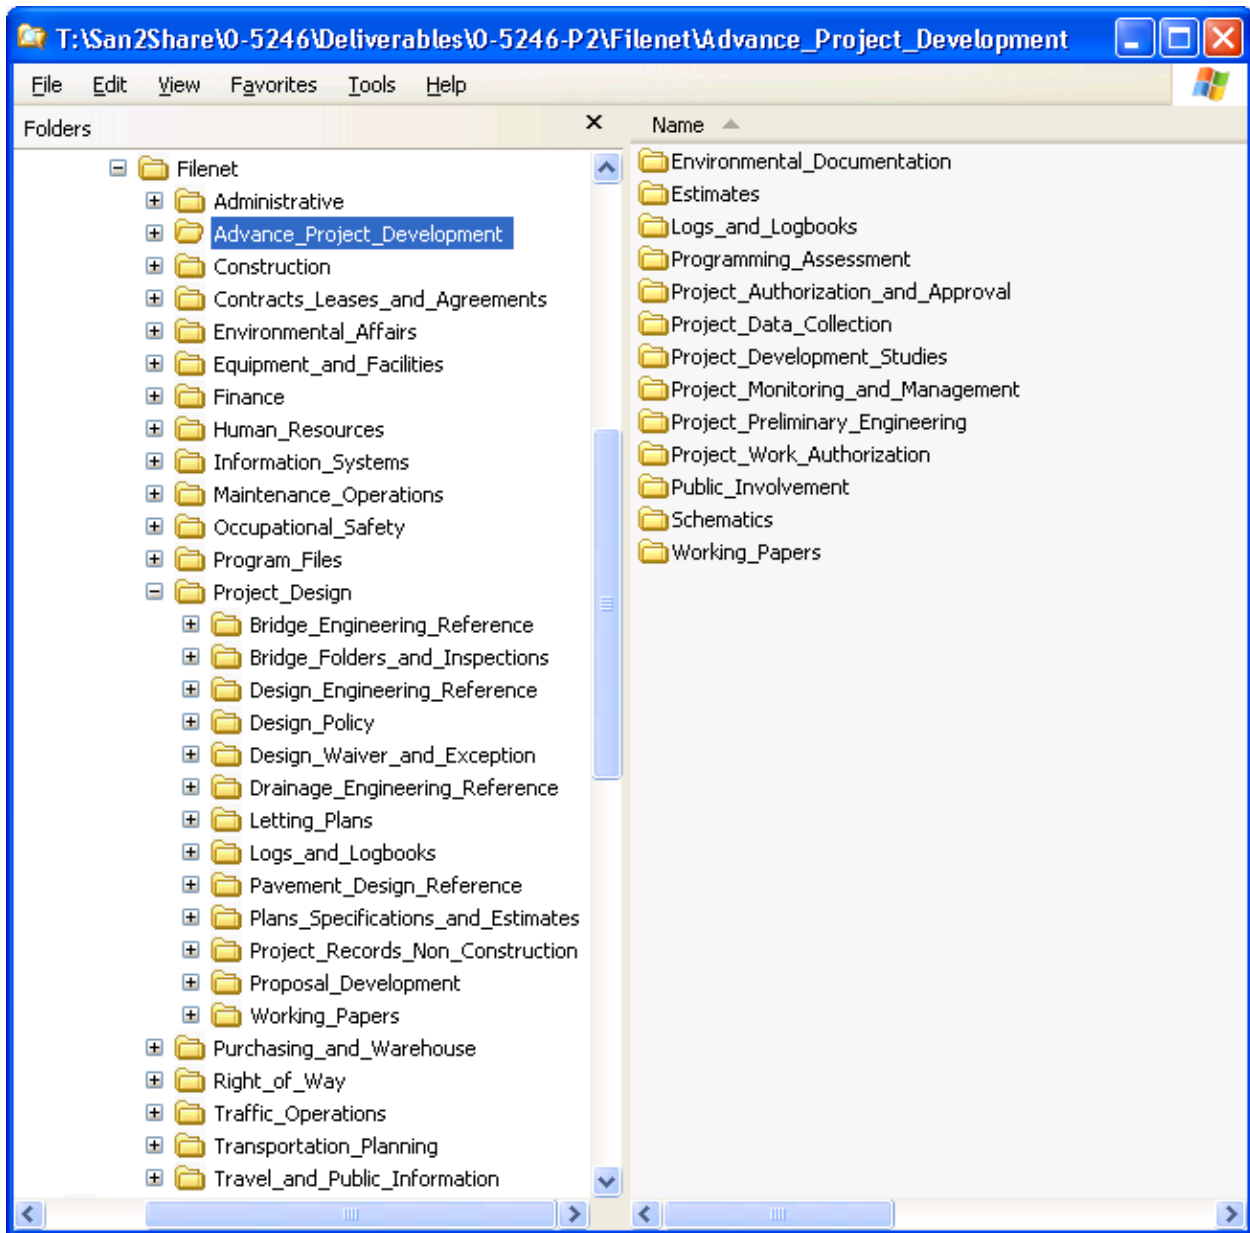 T:\San2Share\0-5246\Deliverables\0-5246-P2\Filenet\Advance_Project_Development
File Edit View Favorites Tools Help
Folders
Filenet
Administrative
Advance_Project_Development
Construction
Contracts_Leases_and_Agreements
Environmental_Affairs
Equipment_and_Facilities
Finance
Human_Resources
Information_Systems
Maintenance_Operations
Occupational_Safety
Program_Files
Project_Design
Bridge_Engineering_Reference
Bridge_Folders_and_Inspections
Design_Engineering_Reference
Design_Policy
Design_Waiver_and_Exception
Drainage_Engineering_Reference
Letting_Plans
Logs_and_Logbooks
Pavement_Design_Reference
Plans_Specifications_and_Estimates
Project_Records_Non_Construction
Proposal_Development
Working_Papers
Purchasing_and_Warehouse
Right_of_Way
Traffic_Operations
Transportation_Planning
Travel_and_Public_Information
Name
Environmental_Documentation
Estimates
Logs_and_Logbooks
Programming_Assessment
Project_Authorization_and_Approval
Project_Data_Collection
Project_Development_Studies
Project_Monitoring_and_Management
Project_Preliminary_Engineering
Project_Work_Authorization
Public_Involvement
Schematics
Working_Papers